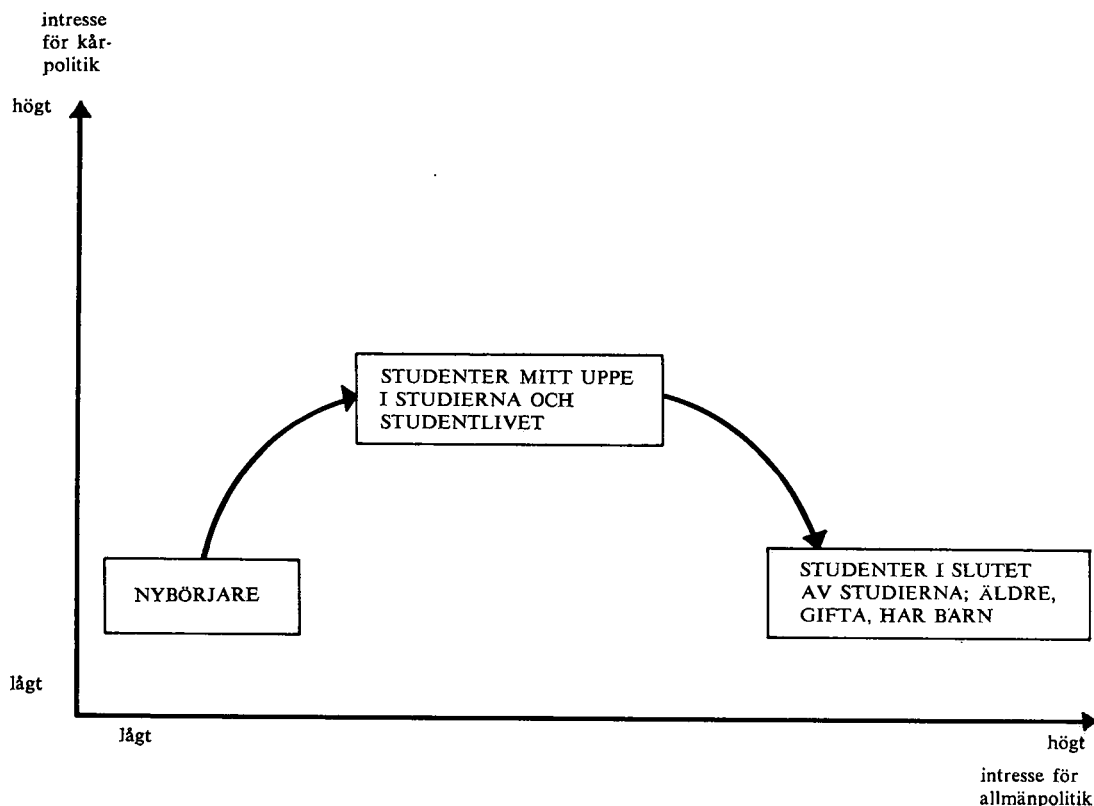 intresse
för kår-
politik
högt
STUDENTER MITT UPPE
I STUDIERNA OCH
STUDENTLIVET
NYBÖRJARE
STUDENTER I SLUTET
AV STUDIERNA; ÄLDRE,
GIFTA, HAR BARN
lågt
lågt
högt
intresse för
allmänpolitik